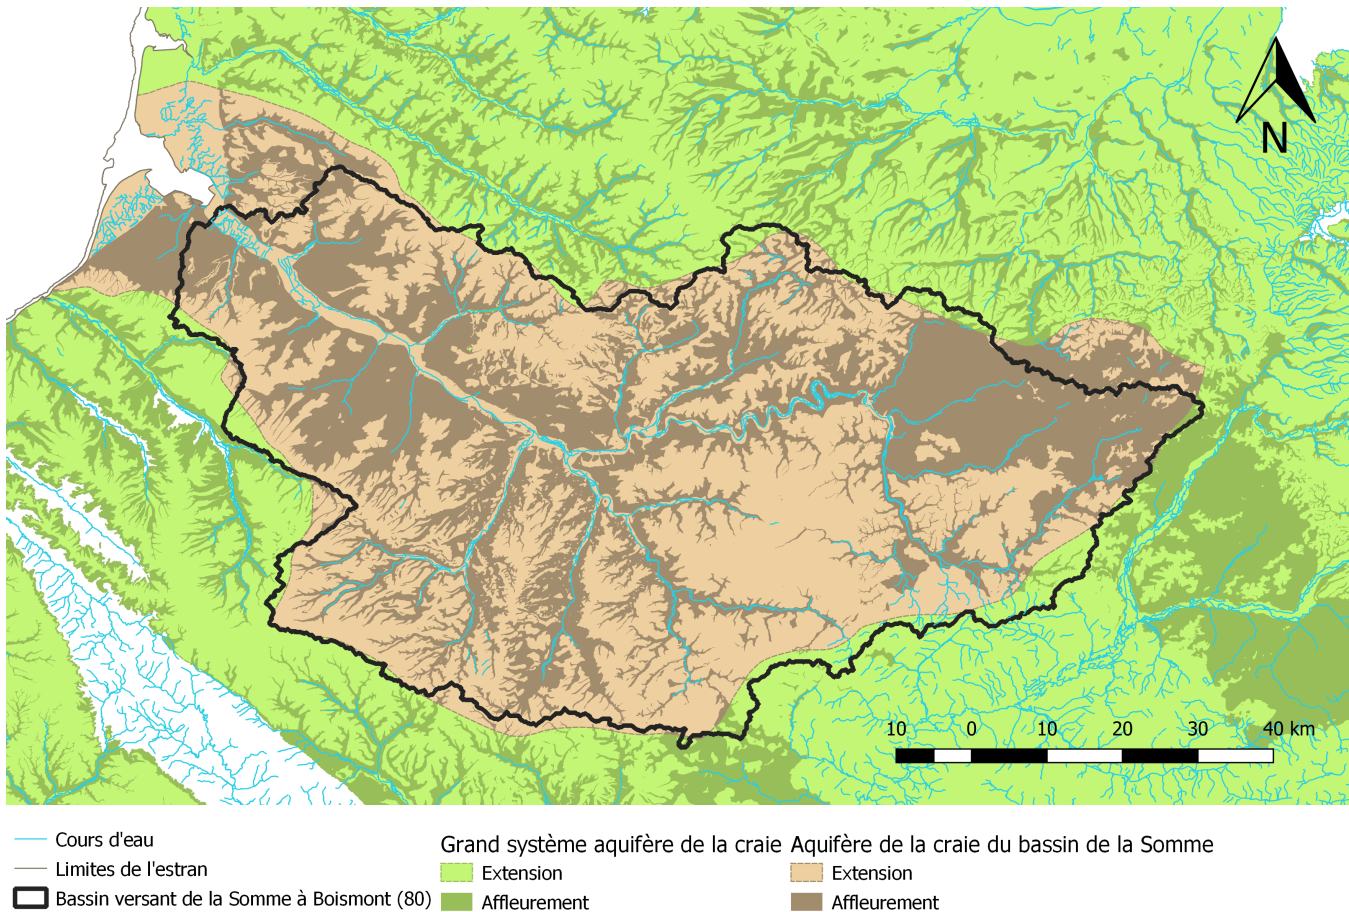 N
10 0 10 20 30 40 km
Cours d'eau
Limites de l'estran
Bassin versant de la Somme à Boismont (80)
Grand système aquifère de la craie
Extension
Affleurement
Aquifère de la craie du bassin de la Somme
Extension
Affleurement